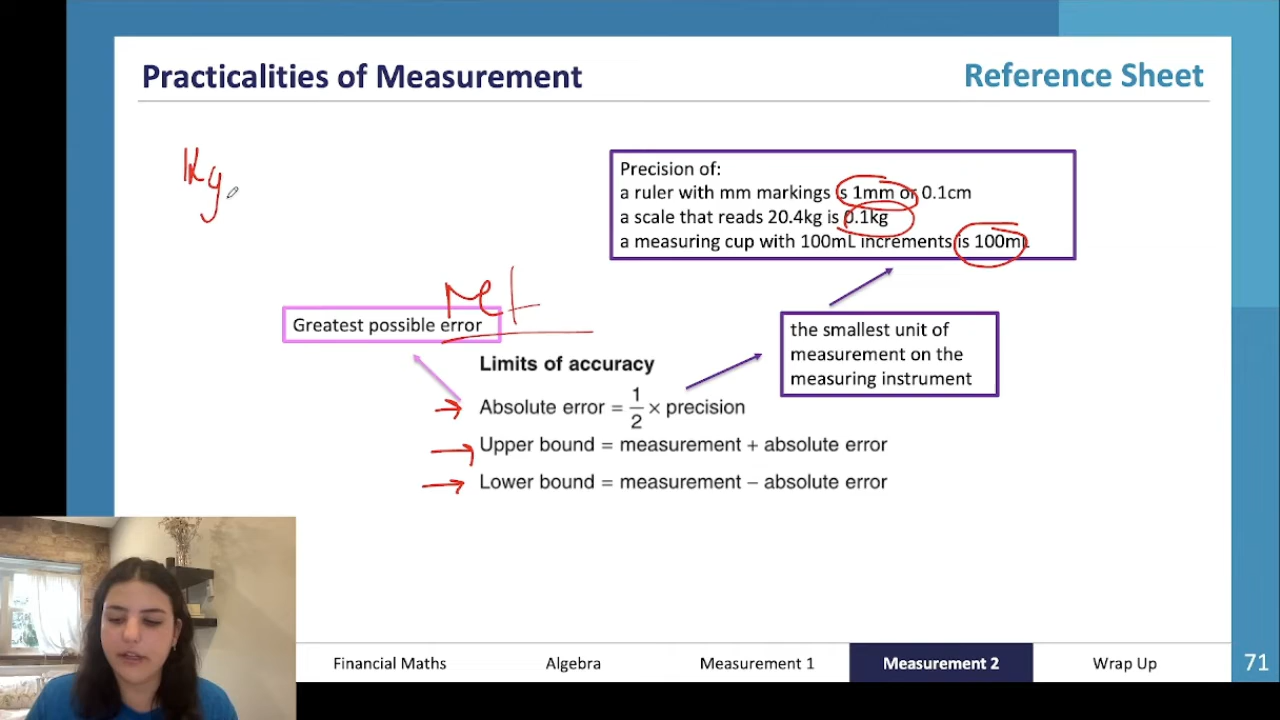 Practicalities of Measurement
Reference Sheet
kg
Precision of:
a ruler with mm markings is 1mm or 0.1cm
a scale that reads 20.4kg is 0.1kg
a measuring cup with 100mL increments is 100mL
Greatest possible error
the smallest unit of
measurement on the
measuring instrument
Limits of accuracy
Absolute error = 1/2 × precision
Upper bound = measurement + absolute error
Lower bound = measurement − absolute error
Financial Maths
Algebra
Measurement 1
Measurement 2
Wrap Up
71